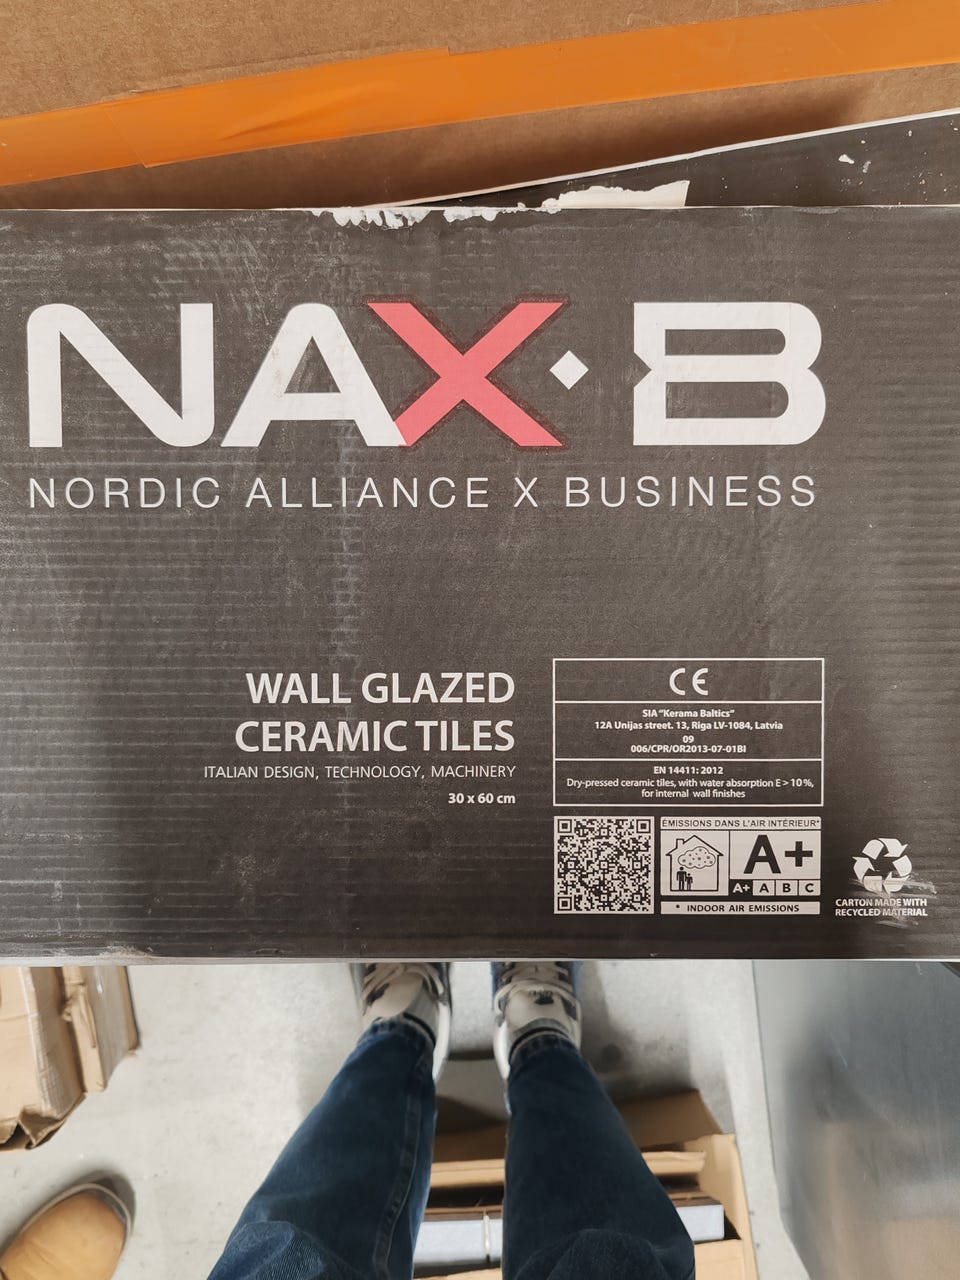 NAX·B
NORDIC ALLIANCE X BUSINESS
WALL GLAZED
CERAMIC TILES
ITALIAN DESIGN, TECHNOLOGY, MACHINERY
30 x 60 cm
CE
SIA "Kerama Baltics"
12A Unijas street. 13, Riga LV-1084, Latvia
09
006/CPR/OR2013-07-01BI
EN 14411: 2012
Dry-pressed ceramic tiles, with water absorption E > 10 %,
for internal wall finishes
ÉMISSIONS DANS L'AIR INTÉRIEUR*
A+
A+ A B C
* INDOOR AIR EMISSIONS
CARTON MADE WITH
RECYCLED MATERIAL